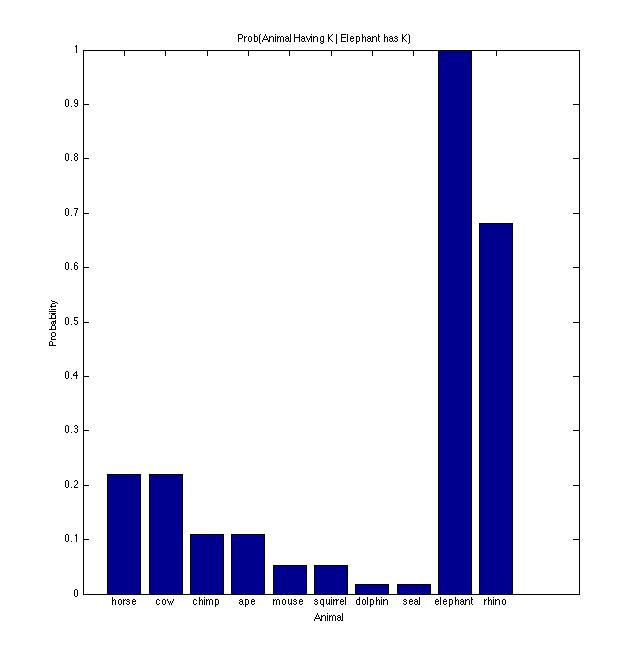 Prob(Animal Having K | Elephant has K)
1
0.9
0.8
0.7
0.6
0.5
0.4
0.3
0.2
0.1
0
Probability
horse cow chimp ape mouse squirrel dolphin seal elephant rhino
Animal